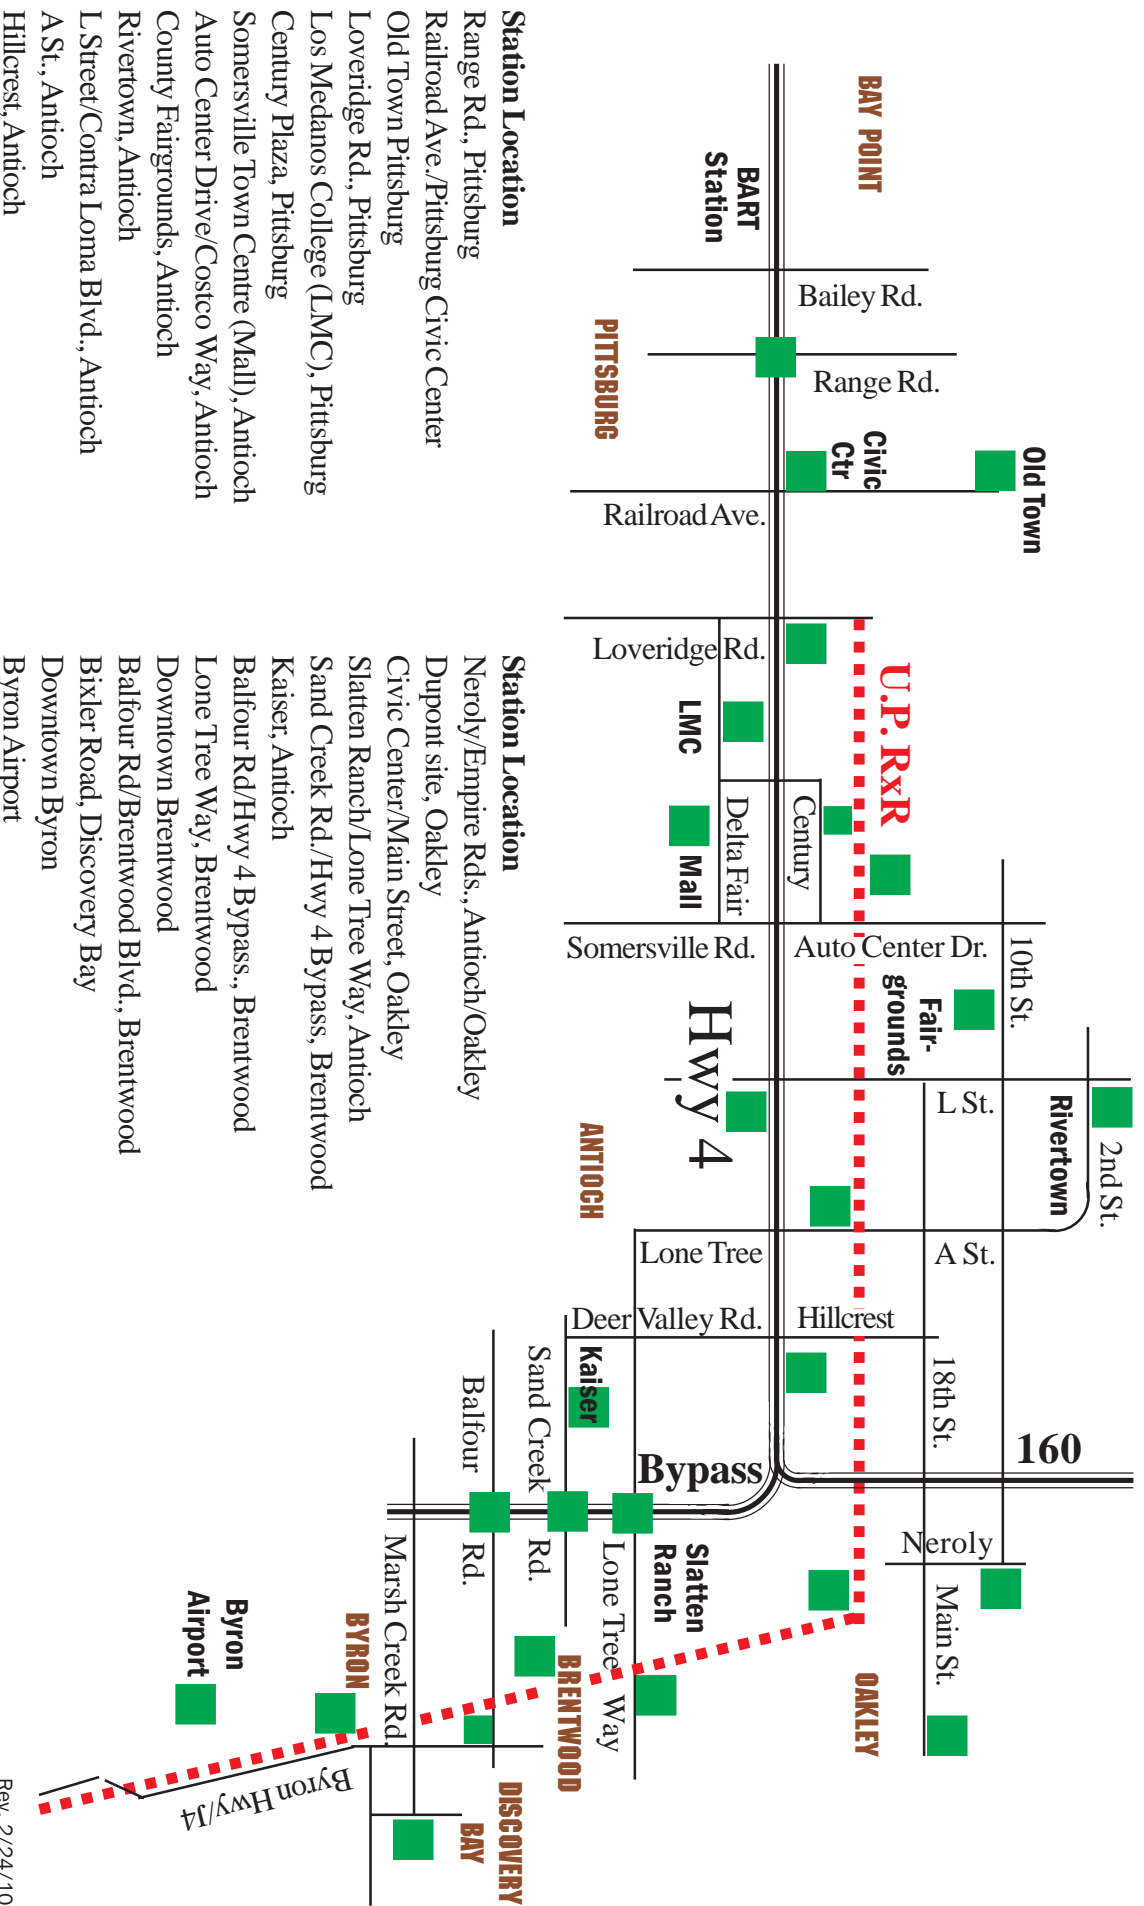 BAY POINT
BART
Station
Bailey Rd.
PITTSBURG
Range Rd.
Civic
Ctr
Old Town
Railroad Ave.
Loveridge Rd.
U.P. RxR
LMC
Century
Delta Fair
Mall
Somersville Rd.
Auto Center Dr.
10th St.
Fair-
grounds
Hwy 4
L St.
Rivertown
2nd St.
ANTIOCH
Lone Tree
A St.
Deer Valley Rd.
Hillcrest
18th St.
Kaiser
Sand Creek Rd.
Balfour Rd.
Bypass
160
Neroly
Main St.
Slatten
Ranch
Lone Tree Way
Marsh Creek Rd.
OAKLEY
BRENTWOOD
BYRON
Byron
Airport
Byron Hwy/J4
DISCOVERY
BAY
Station Location
Range Rd., Pittsburg
Railroad Ave./Pittsburg Civic Center
Old Town Pittsburg
Loveridge Rd., Pittsburg
Los Medanos College (LMC), Pittsburg
Century Plaza, Pittsburg
Somersville Town Centre (Mall), Antioch
Auto Center Drive/Costco Way, Antioch
County Fairgrounds, Antioch
Rivertown, Antioch
L Street/Contra Loma Blvd., Antioch
A St., Antioch
Hillcrest, Antioch
Station Location
Neroly/Empire Rds., Antioch/Oakley
Dupont site, Oakley
Civic Center/Main Street, Oakley
Slatten Ranch/Lone Tree Way, Antioch
Sand Creek Rd./Hwy 4 Bypass, Brentwood
Kaiser, Antioch
Balfour Rd/Hwy 4 Bypass., Brentwood
Lone Tree Way, Brentwood
Downtown Brentwood
Balfour Rd/Brentwood Blvd., Brentwood
Bixler Road, Discovery Bay
Downtown Byron
Byron Airport
Rev. 2/24/10